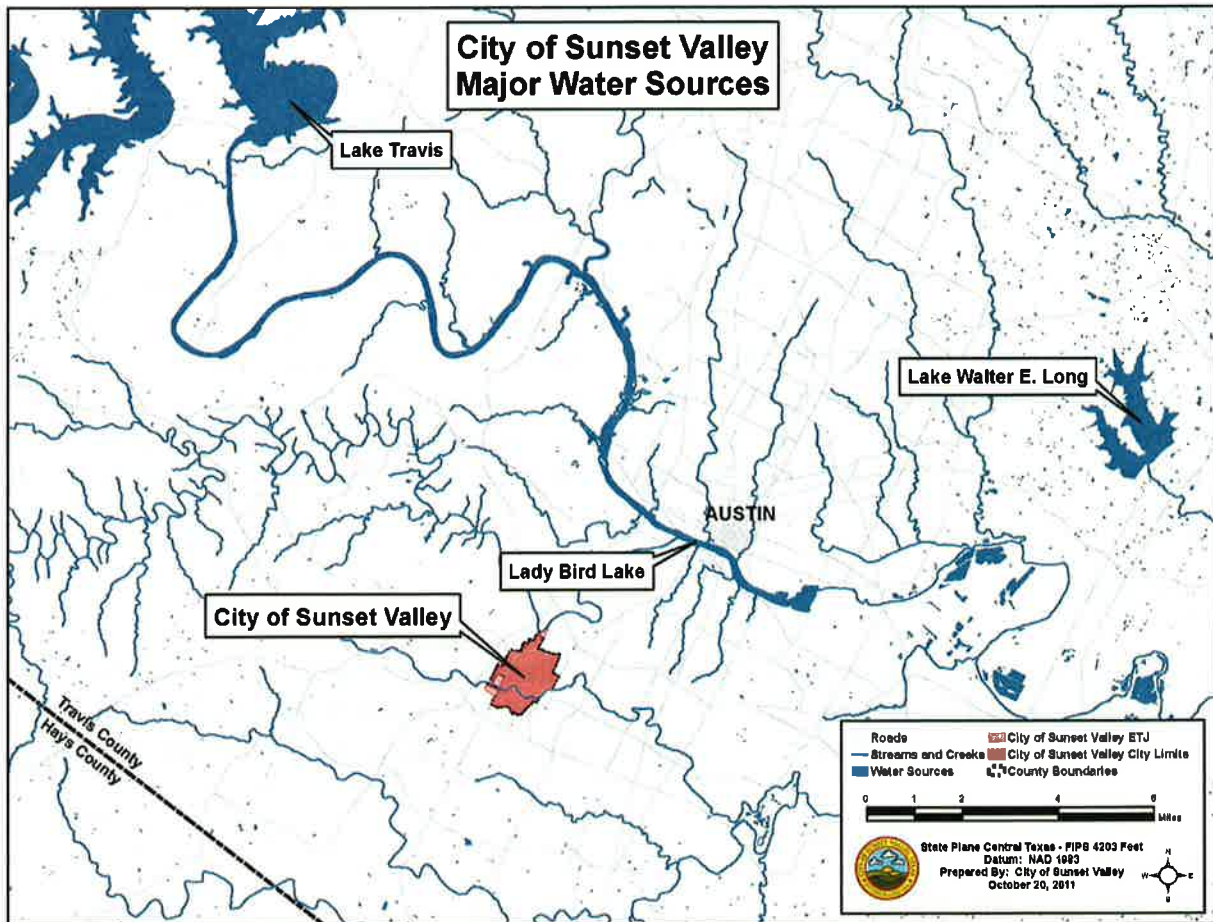 City of Sunset Valley
Major Water Sources
Lake Travis
Lake Walter E. Long
AUSTIN
Lady Bird Lake
City of Sunset Valley
Travis County
Hays County
Roads
Streams and Creeks
Water Sources
City of Sunset Valley ETJ
City of Sunset Valley City Limits
County Boundaries
0 1 2 4 6
Miles
State Plane Central Texas - FIPS 4203 Feet
Datum: NAD 1983
Prepared By: City of Sunset Valley
October 20, 2011
N
W E
S